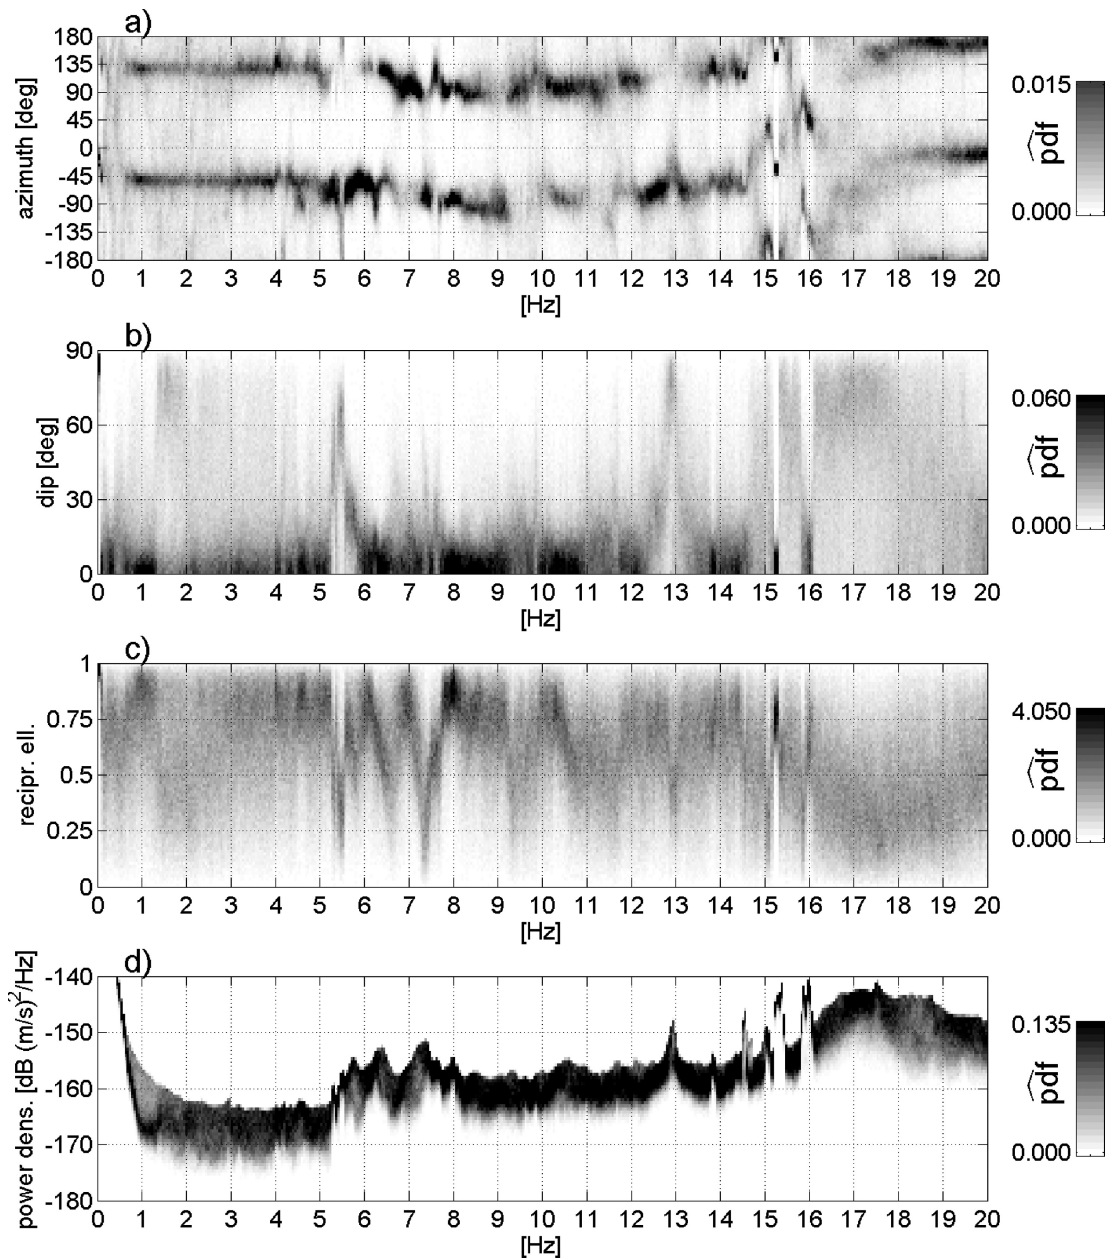 a)
180
135
90
45
0
-45
-90
-135
-180
azimuth [deg]
0 1 2 3 4 5 6 7 8 9 10 11 12 13 14 15 16 17 18 19 20
[Hz]
0.015
pdf
0.000
b)
90
60
30
0
dip [deg]
0 1 2 3 4 5 6 7 8 9 10 11 12 13 14 15 16 17 18 19 20
[Hz]
0.060
pdf
0.000
c)
1
0.75
0.5
0.25
0
recipr. ell.
0 1 2 3 4 5 6 7 8 9 10 11 12 13 14 15 16 17 18 19 20
[Hz]
4.050
pdf
0.000
d)
-140
-150
-160
-170
-180
power dens. [dB (m/s)²/Hz]
0 1 2 3 4 5 6 7 8 9 10 11 12 13 14 15 16 17 18 19 20
[Hz]
0.135
pdf
0.000